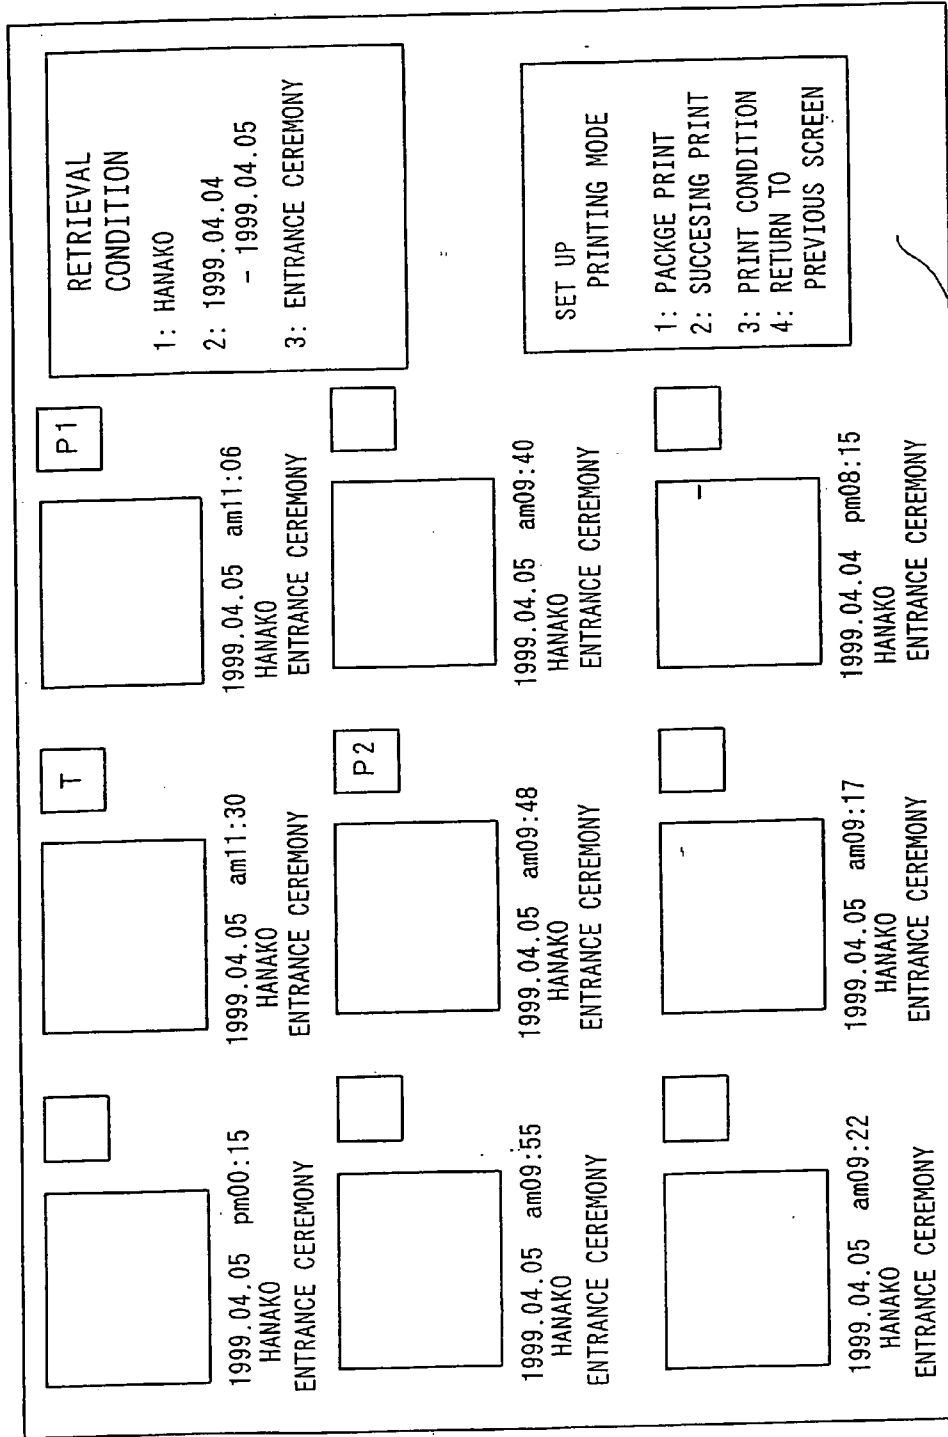 1999.04.05 pm00:15
HANAKO
ENTRANCE CEREMONY
T
1999.04.05 am11:30
HANAKO
ENTRANCE CEREMONY
P1
1999.04.05 am11:06
HANAKO
ENTRANCE CEREMONY
1999.04.05 am09:55
HANAKO
ENTRANCE CEREMONY
P2
1999.04.05 am09:48
HANAKO
ENTRANCE CEREMONY
1999.04.05 am09:40
HANAKO
ENTRANCE CEREMONY
1999.04.05 am09:22
HANAKO
ENTRANCE CEREMONY
1999.04.05 am09:17
HANAKO
ENTRANCE CEREMONY
1999.04.04 pm08:15
HANAKO
ENTRANCE CEREMONY
RETRIEVAL
CONDITION
1: HANAKO
2: 1999.04.04
- 1999.04.05
3: ENTRANCE CEREMONY
SET UP
PRINTING MODE
1: PACKGE PRINT
2: SUCCESING PRINT
3: PRINT CONDITION
4: RETURN TO
PREVIOUS SCREEN